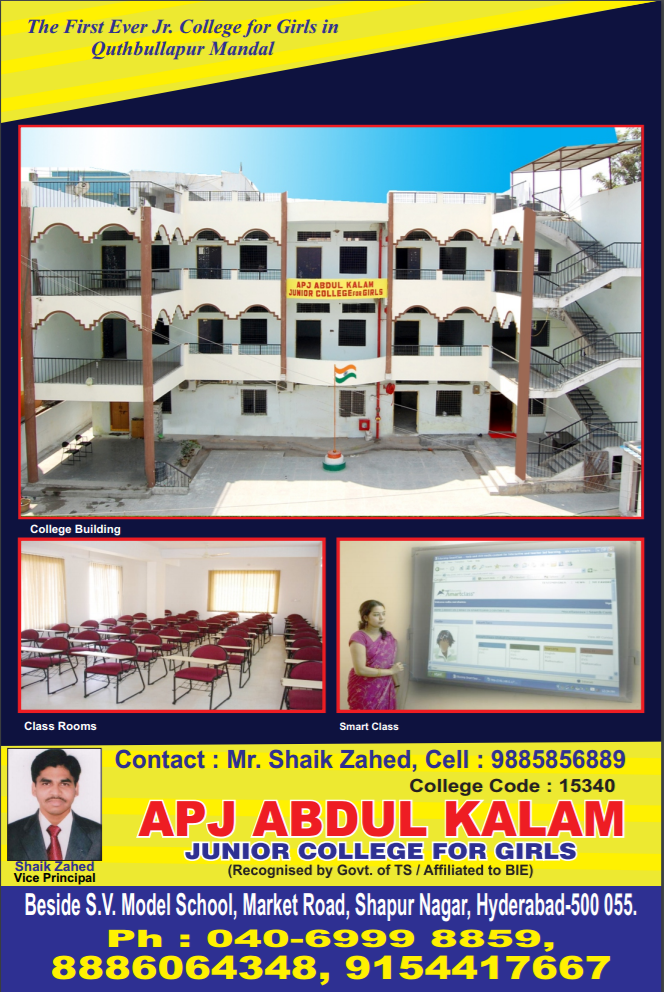 The First Ever Jr. College for Girls in
Quthbullapur Mandal
APJ ABDUL KALAM
JUNIOR COLLEGE FOR GIRLS
College Building
Class Rooms
Smart Class
Contact : Mr. Shaik Zahed, Cell : 9885856889
College Code : 15340
APJ ABDUL KALAM
JUNIOR COLLEGE FOR GIRLS
(Recognised by Govt. of TS / Affiliated to BIE)
Shaik Zahed
Vice Principal
Beside S.V. Model School, Market Road, Shapur Nagar, Hyderabad-500 055.
Ph : 040-6999 8859,
8886064348, 9154417667